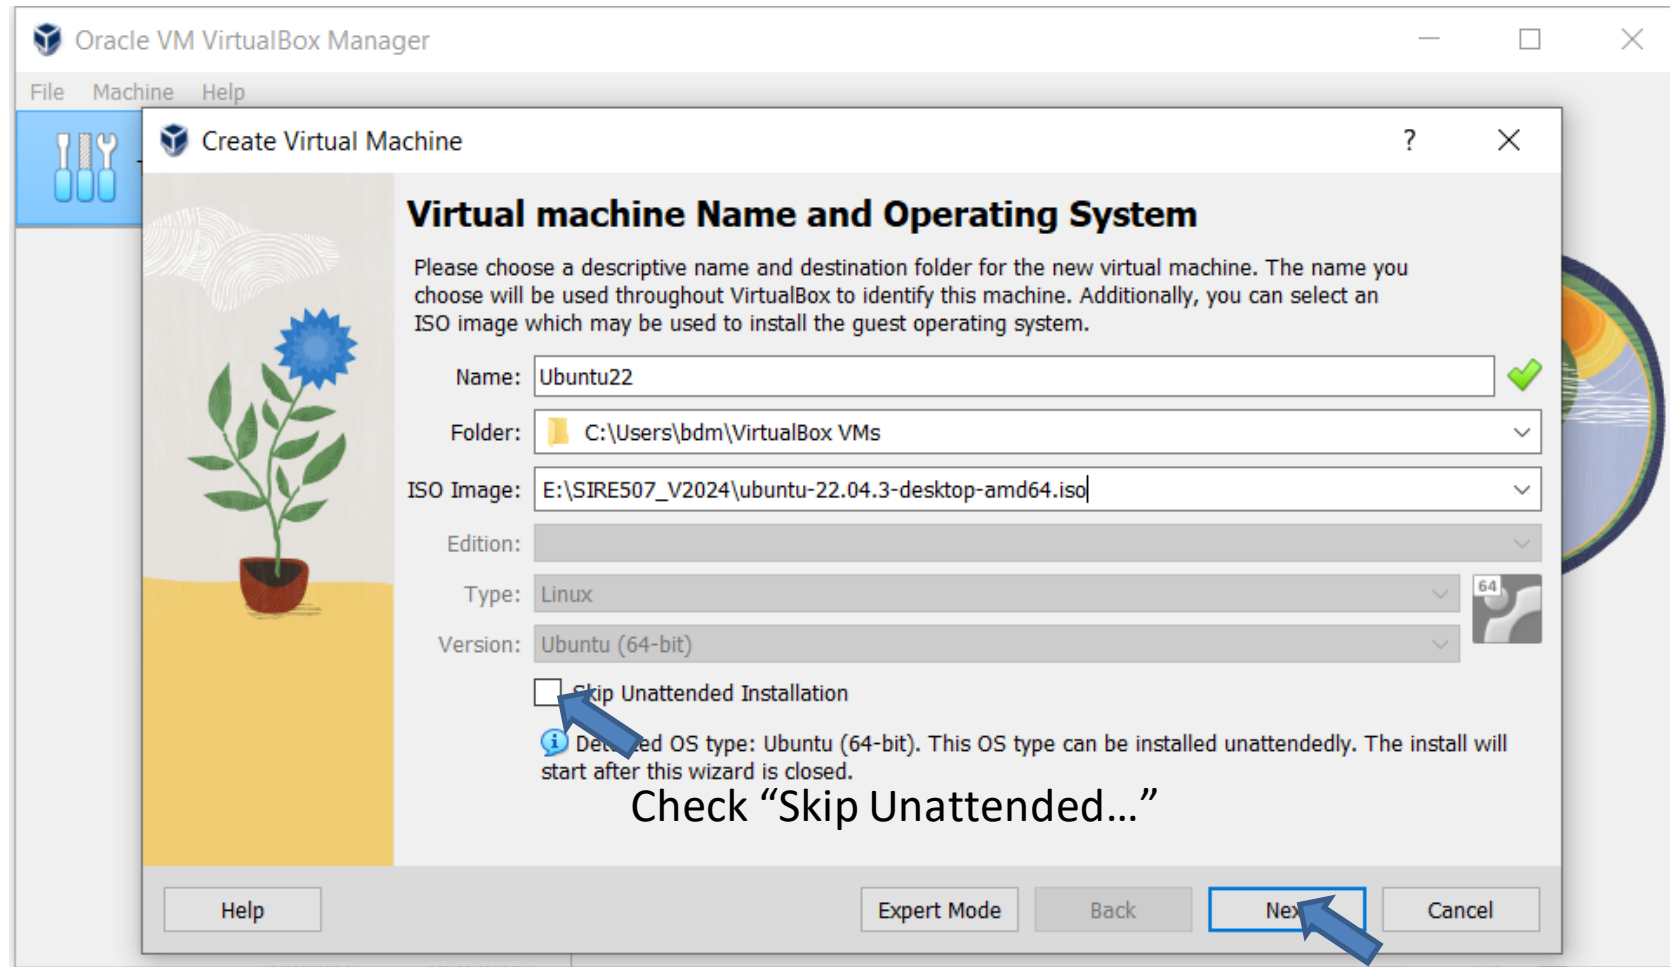 Oracle VM VirtualBox Manager
File Machine Help
Create Virtual Machine
?
Virtual machine Name and Operating System
Please choose a descriptive name and destination folder for the new virtual machine. The name you
choose will be used throughout VirtualBox to identify this machine. Additionally, you can select an
ISO image which may be used to install the guest operating system.
Name: Ubuntu22
Folder: C:\Users\bdm\VirtualBox VMs
ISO Image: E:\SIRE507_V2024\ubuntu-22.04.3-desktop-amd64.iso
Edition:
Type: Linux
64
Version: Ubuntu (64-bit)
Skip Unattended Installation
Detected OS type: Ubuntu (64-bit). This OS type can be installed unattendedly. The install will
start after this wizard is closed.
Check “Skip Unattended...”
Help Expert Mode Back Next Cancel